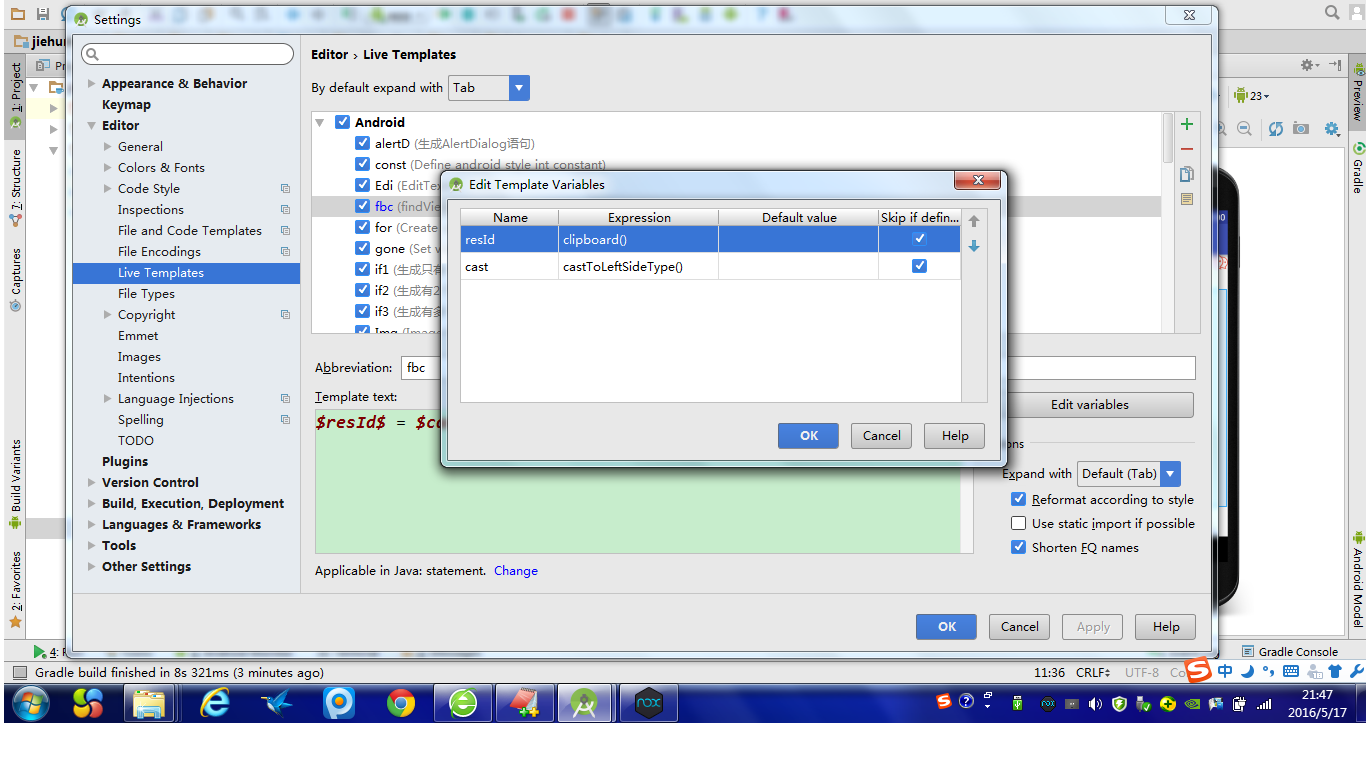 Settings
jiehu
Editor › Live Templates
By default expand with Tab
Appearance & Behavior
Keymap
Editor
General
Colors & Fonts
Code Style
Inspections
File and Code Templates
File Encodings
Live Templates
File Types
Copyright
Emmet
Images
Intentions
Language Injections
Spelling
TODO
Plugins
Version Control
Build, Execution, Deployment
Languages & Frameworks
Tools
Other Settings
Android
alertD (生成AlertDialog语句)
const (Define android style int constant)
Edi (EditTe
fbc (findVie
for (Create
gone (Set v
if1 (生成只有
if2 (生成有2
if3 (生成有多
Img (Image
Edit Template Variables
Name Expression Default value Skip if defin...
resId clipboard()
cast castToLeftSideType()
OK Cancel Help
Abbreviation: fbc
Template text:
$resId$ = $ca
Edit variables
ons
Expand with Default (Tab)
Reformat according to style
Use static import if possible
Shorten FQ names
Applicable in Java: statement. Change
OK Cancel Apply Help
1: Project
7: Structure
Captures
Build Variants
2: Favorites
Pr
23
Preview
Gradle
Android Model
4:
Gradle Console
Gradle build finished in 8s 321ms (3 minutes ago)
11:36 CRLF UTF-8 Co
中
nox
21:47
2016/5/17